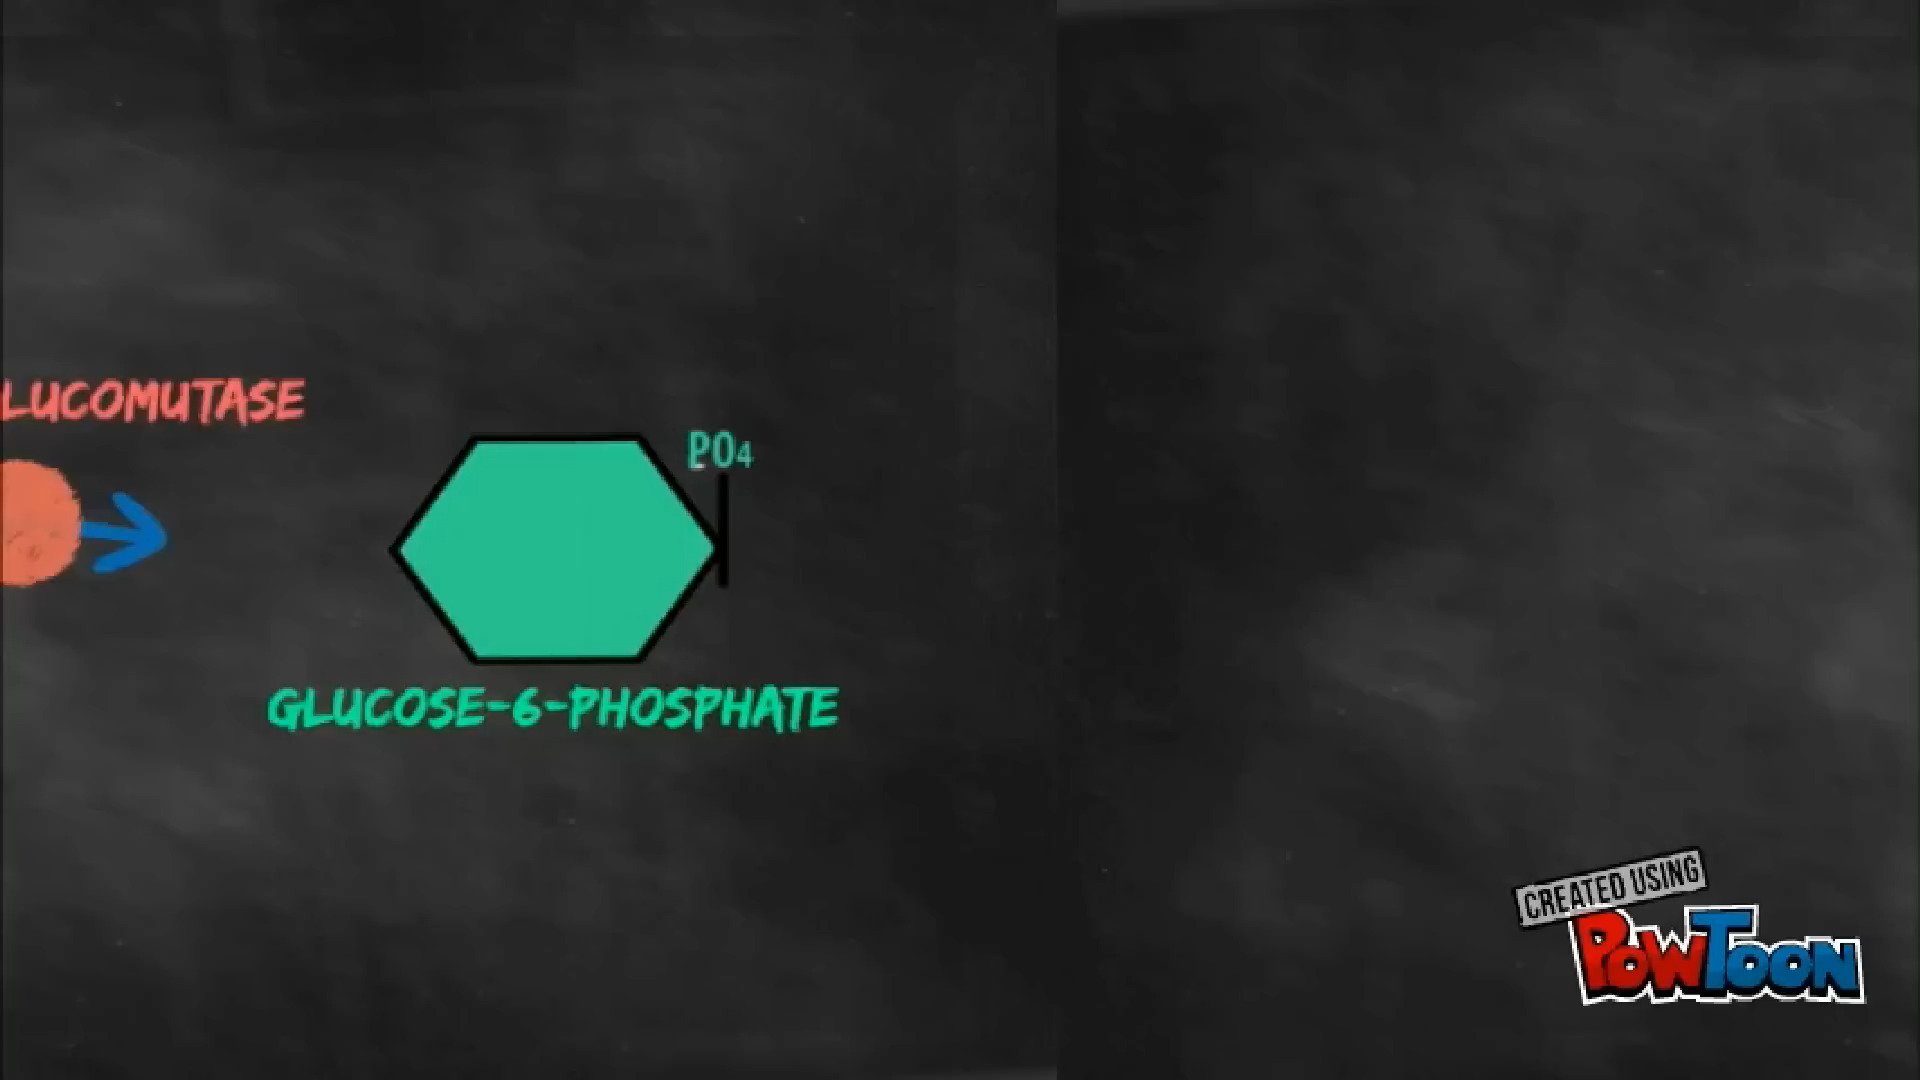 LUCOMUTASE
PO4
GLUCOSE-6-PHOSPHATE
CREATED USING
POWTOON